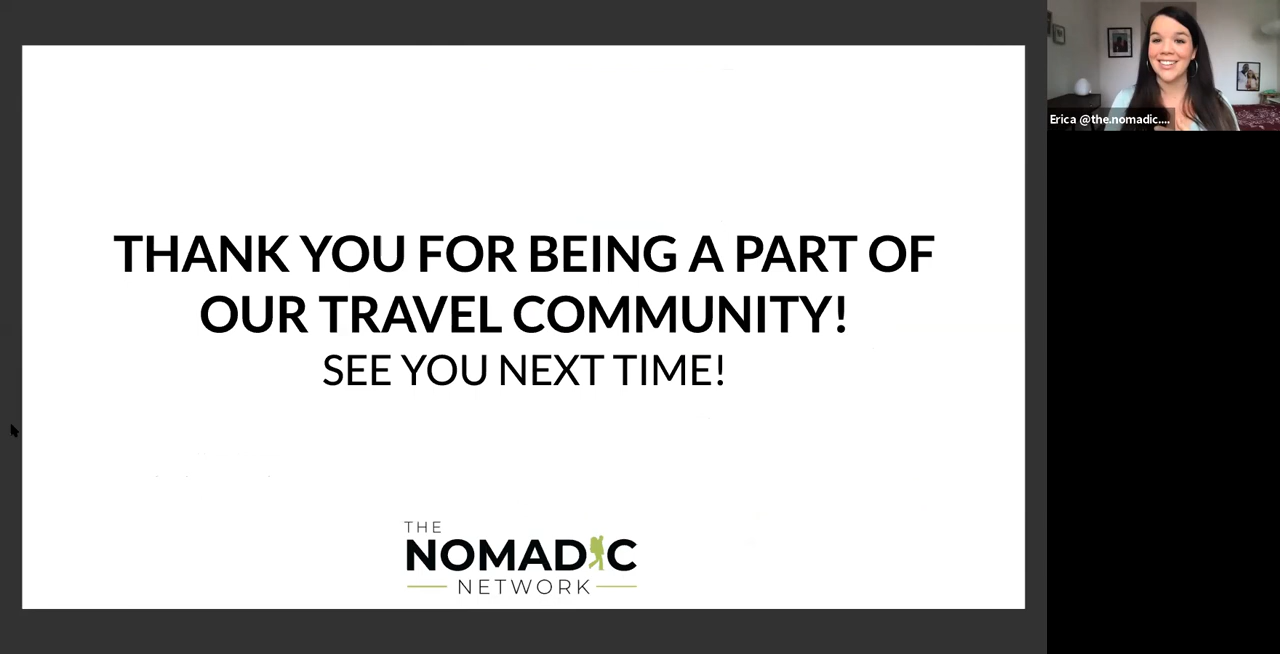 THANK YOU FOR BEING A PART OF
OUR TRAVEL COMMUNITY!
SEE YOU NEXT TIME!
THE
NOMADIC
NETWORK
Erica @the.nomadic....